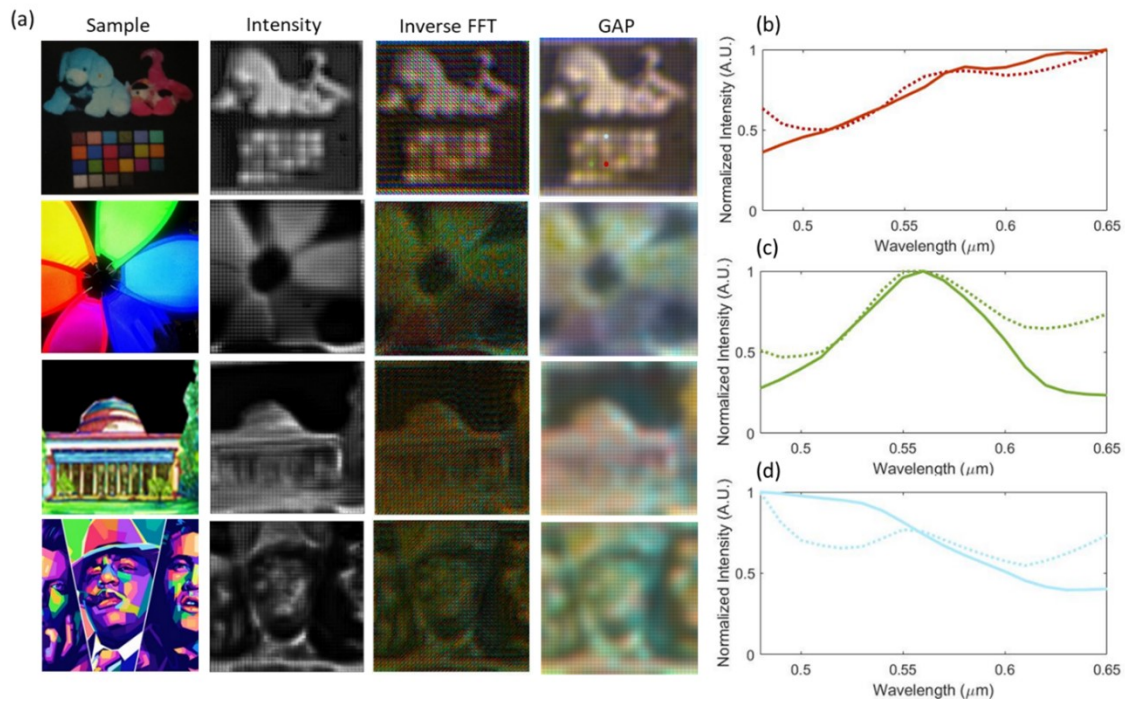 (a)
Sample
Intensity
Inverse FFT
GAP
(b)
Normalized Intensity (A.U.)
1
0.5
0
0.5
0.55
0.6
0.65
Wavelength (μm)
(c)
Normalized Intensity (A.U.)
1
0.5
0
0.5
0.55
0.6
0.65
Wavelength (μm)
(d)
Normalized Intensity (A.U.)
1
0.5
0
0.5
0.55
0.6
0.65
Wavelength (μm)